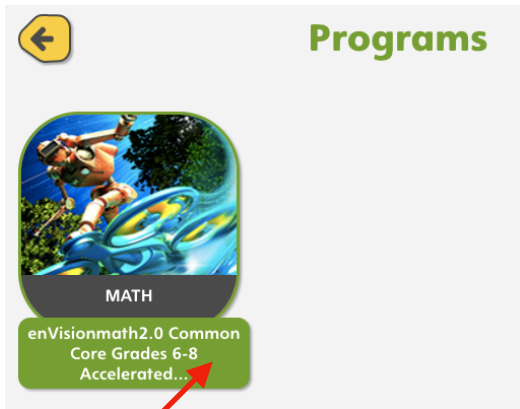 Programs
MATH
enVisionmath2.0 Common
Core Grades 6-8
Accelerated...